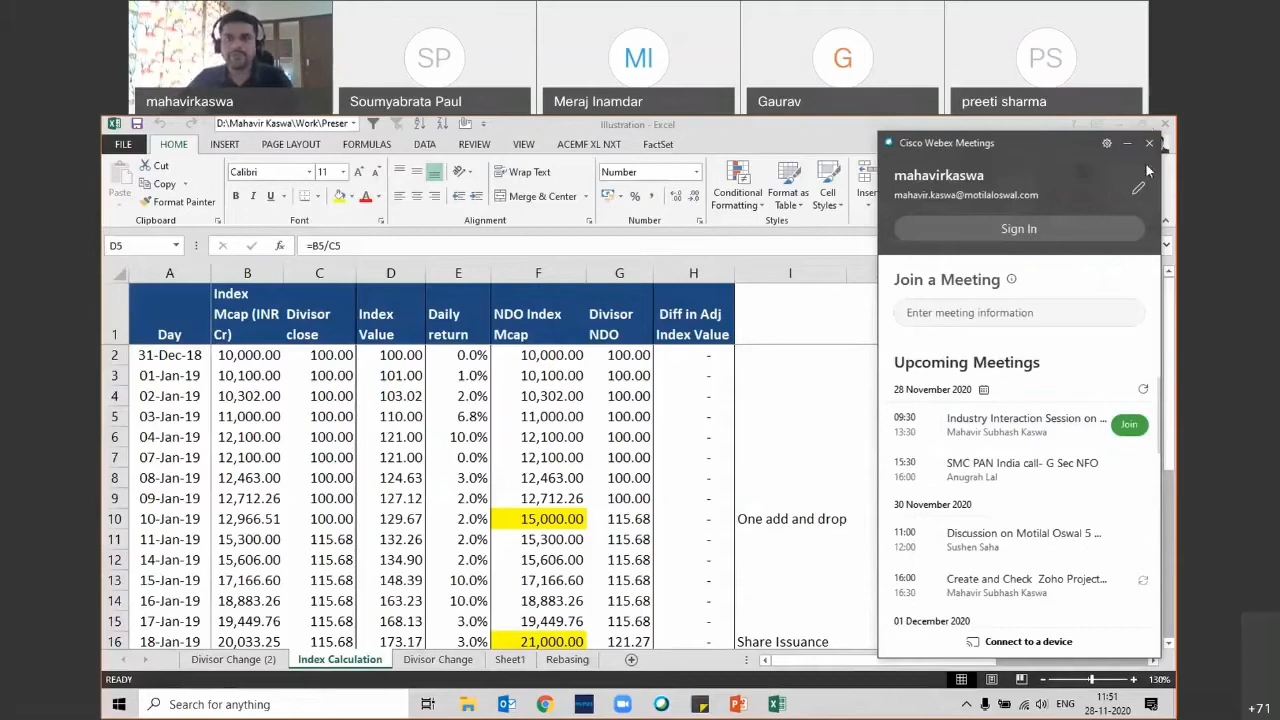 SP
MI
G
PS
mahavirkaswa
Soumyabrata Paul
Meraj Inamdar
Gaurav
preeti sharma
D:\Mahavir Kaswa\Work\Preser
Illustration - Excel
FILE HOME INSERT PAGE LAYOUT FORMULAS DATA REVIEW VIEW ACEMF XL NXT FactSet
Paste
Cut
Copy
Format Painter
Clipboard
Calibri 11
B I U
Font
Wrap Text
Merge & Center
Alignment
Number
Number
Conditional Formatting
Format as Table
Cell Styles
Styles
Inser
D5 fx =B5/C5
A B C D E F G H I
1 Day Index Mcap (INR Cr) Divisor close Index Value Daily return NDO Index Mcap Divisor NDO Diff in Adj Index Value
2 31-Dec-18 10,000.00 100.00 100.00 0.0% 10,000.00 100.00 -
3 01-Jan-19 10,100.00 100.00 101.00 1.0% 10,100.00 100.00 -
4 02-Jan-19 10,302.00 100.00 103.02 2.0% 10,302.00 100.00 -
5 03-Jan-19 11,000.00 100.00 110.00 6.8% 11,000.00 100.00 -
6 04-Jan-19 12,100.00 100.00 121.00 10.0% 12,100.00 100.00 -
7 07-Jan-19 12,100.00 100.00 121.00 0.0% 12,100.00 100.00 -
8 08-Jan-19 12,463.00 100.00 124.63 3.0% 12,463.00 100.00 -
9 09-Jan-19 12,712.26 100.00 127.12 2.0% 12,712.26 100.00 -
10 10-Jan-19 12,966.51 100.00 129.67 2.0% 15,000.00 115.68 - One add and drop
11 11-Jan-19 15,300.00 115.68 132.26 2.0% 15,300.00 115.68 -
12 14-Jan-19 15,606.00 115.68 134.90 2.0% 15,606.00 115.68 -
13 15-Jan-19 17,166.60 115.68 148.39 10.0% 17,166.60 115.68 -
14 16-Jan-19 18,883.26 115.68 163.23 10.0% 18,883.26 115.68 -
15 17-Jan-19 19,449.76 115.68 168.13 3.0% 19,449.76 115.68 -
16 18-Jan-19 20,033.25 115.68 173.17 3.0% 21,000.00 121.27 - Share Issuance
Divisor Change (2) Index Calculation Divisor Change Sheet1 Rebasing
READY
130%
Cisco Webex Meetings
mahavirkaswa
mahavir.kaswa@motilaloswal.com
Sign In
Join a Meeting
Enter meeting information
Upcoming Meetings
28 November 2020
09:30 Industry Interaction Session on ...
13:30 Mahavir Subhash Kaswa
Join
15:30 SMC PAN India call- G Sec NFO
16:00 Anugrah Lal
30 November 2020
11:00 Discussion on Motilal Oswal 5 ...
12:00 Sushen Saha
16:00 Create and Check Zoho Project...
16:30 Mahavir Subhash Kaswa
01 December 2020
Connect to a device
Search for anything
ENG
11:51
28-11-2020
+71